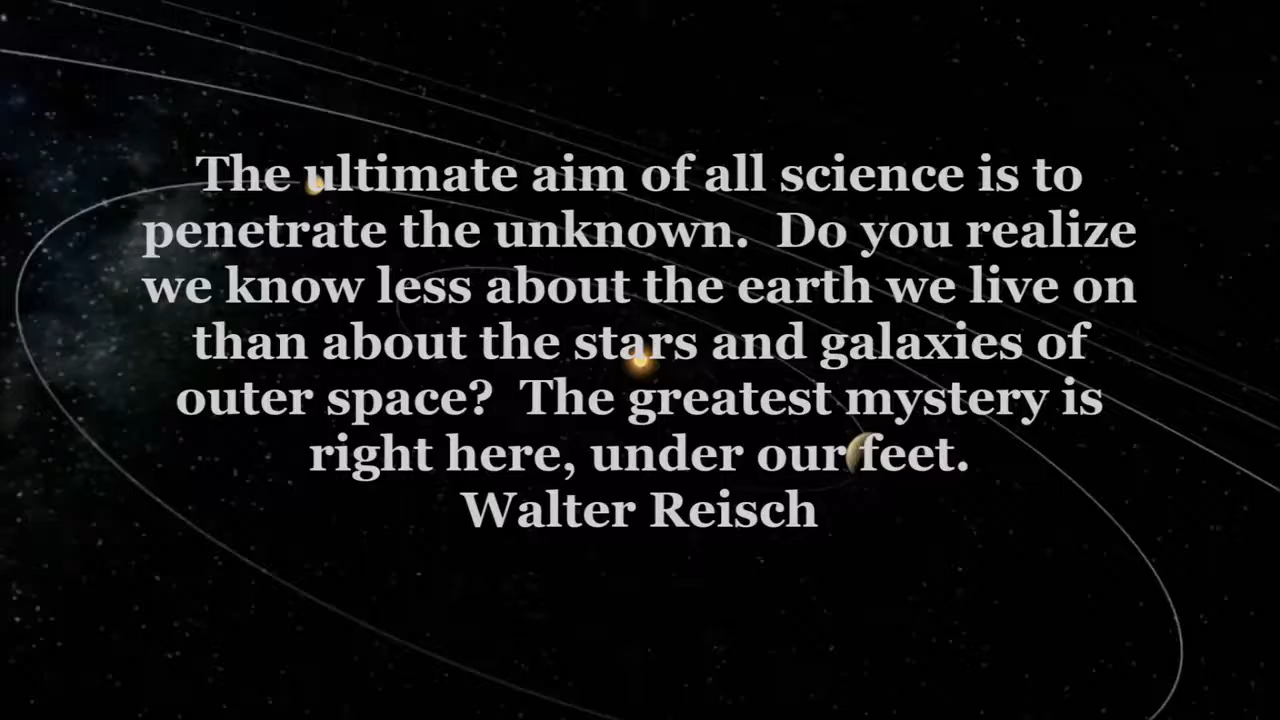 The ultimate aim of all science is to
penetrate the unknown.  Do you realize
we know less about the earth we live on
than about the stars and galaxies of
outer space?  The greatest mystery is
right here, under our feet.
Walter Reisch